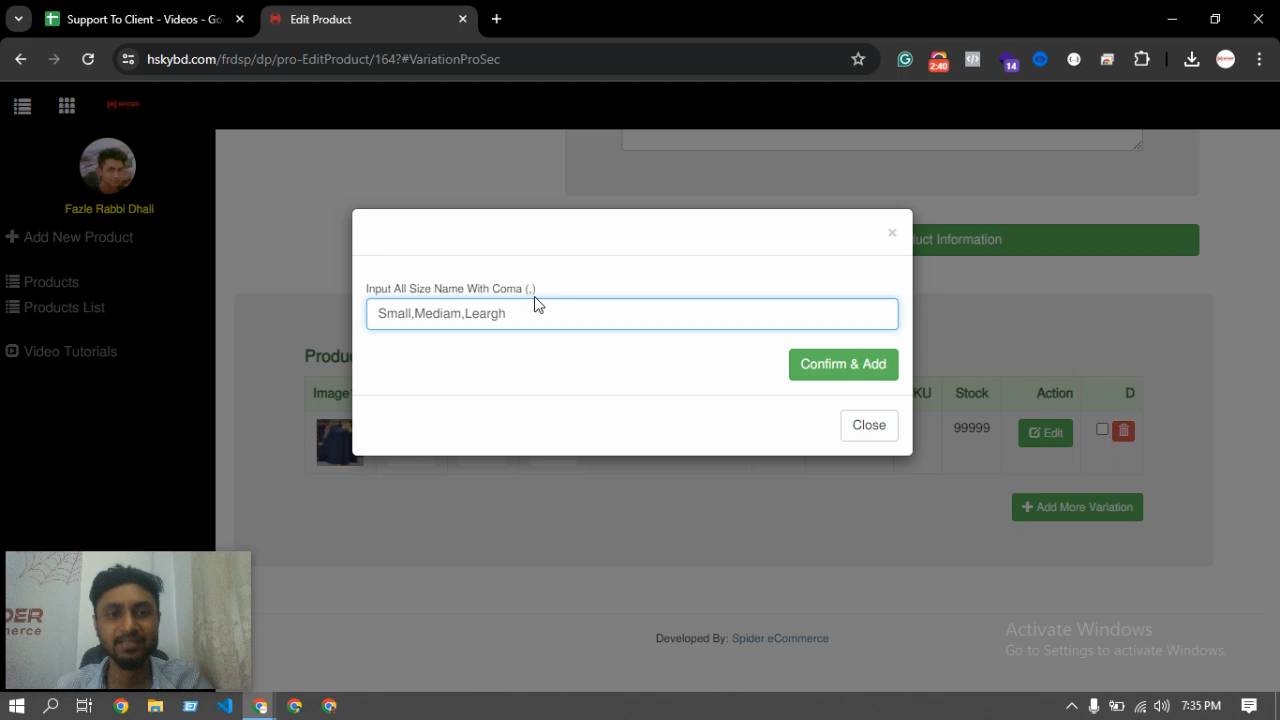 Support To Client - Videos - Go
Edit Product
hskybd.com/frdsp/dp/pro-EditProduct/164?#VariationProSec
2:40
14
Fazle Rabbi Dhali
Add New Product
Products
Products List
Video Tutorials
uct Information
Input All Size Name With Coma (,)
Small,Mediam,Leargh
Confirm & Add
Close
Produ
Image
KU
Stock
Action
D
99999
Edit
Add More Variation
DER
merce
Developed By: Spider eCommerce
Activate Windows
Go to Settings to activate Windows.
7:35 PM